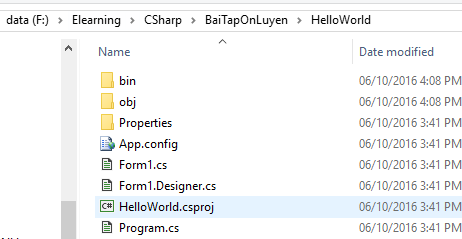 data (F:) > Elearning > CSharp > BaiTapOnLuyen > HelloWorld
Name Date modified
bin 06/10/2016 4:08 PM
obj 06/10/2016 4:08 PM
Properties 06/10/2016 3:41 PM
App.config 06/10/2016 3:41 PM
Form1.cs 06/10/2016 3:41 PM
Form1.Designer.cs 06/10/2016 3:41 PM
HelloWorld.csproj 06/10/2016 3:41 PM
Program.cs 06/10/2016 3:41 PM